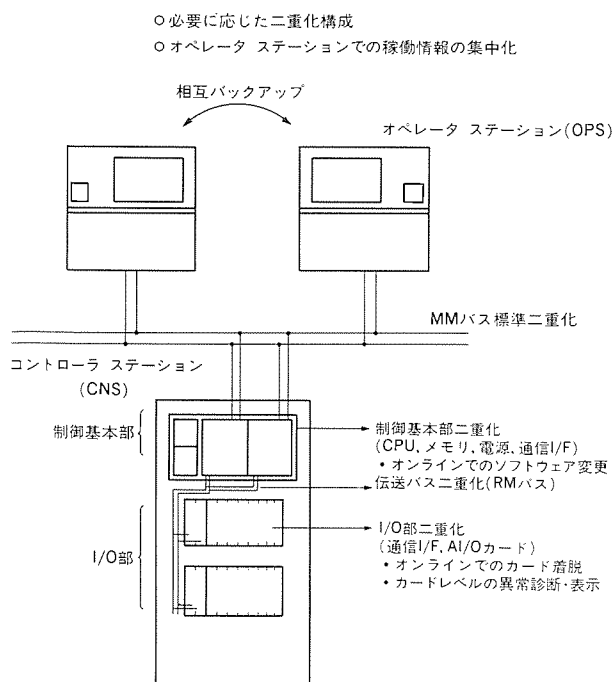 ○ 必要に応じた二重化構成
○ オペレータ ステーションでの稼働情報の集中化
相互バックアップ
オペレータ ステーション(OPS)
MMバス標準二重化
コントローラ ステーション
(CNS)
制御基本部
制御基本部二重化
(CPU、メモリ、電源、通信I/F)
・オンラインでのソフトウェア変更
伝送バス二重化(RMバス)
I/O部
I/O部二重化
(通信I/F、AI/Oカード)
・オンラインでのカード着脱
・カードレベルの異常診断・表示